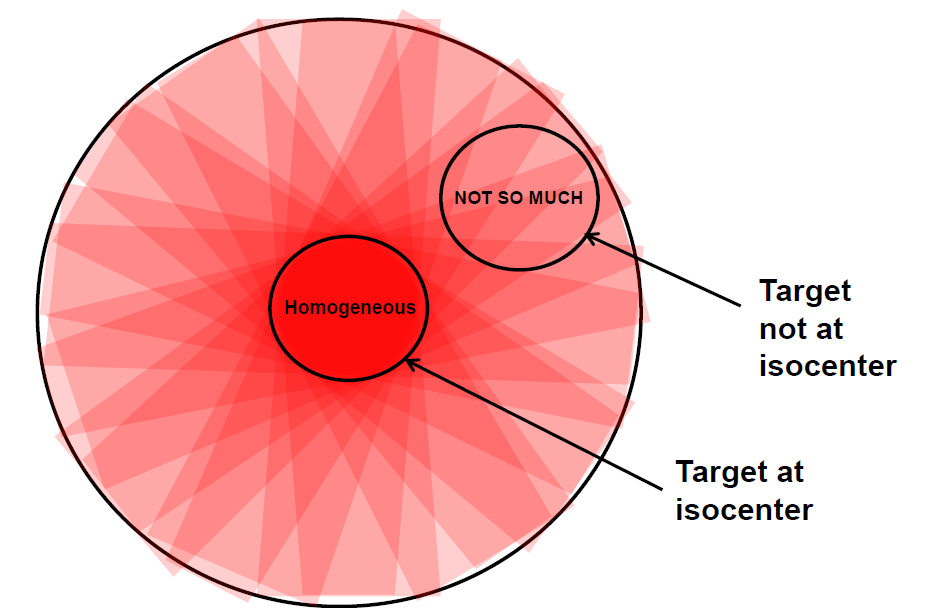 NOT SO MUCH
Homogeneous
Target
not at
isocenter
Target at
isocenter